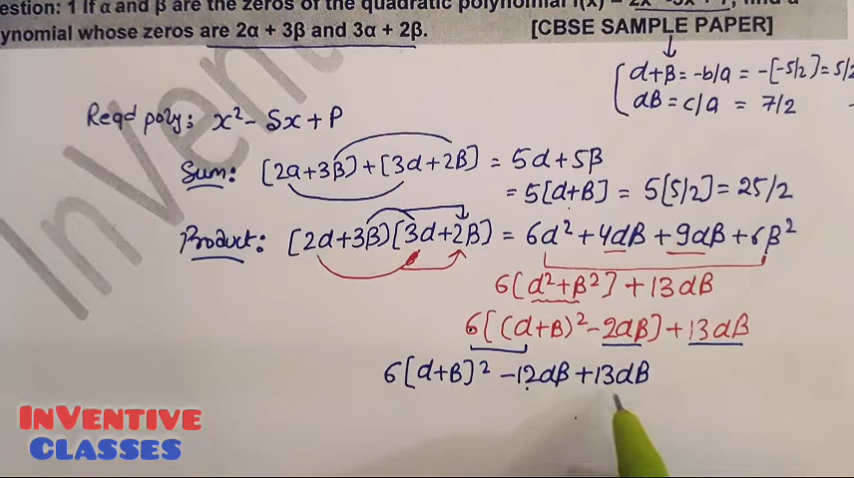 estion: 1 If α and β are the zeros of the quadratic polynomial f(x) =
ynomial whose zeros are 2α + 3β and 3α + 2β. [CBSE SAMPLE PAPER]
α+β = -b/a = -[-5/2] = 5/2
αβ = c/a = 7/2
Reqd poly: x² - Sx + P
Sum: [2α+3β]+[3α+2β] = 5α+5β
= 5[α+β] = 5[5/2] = 25/2
Product: [2α+3β][3α+2β] = 6α²+4αβ+9αβ+6β²
6[α²+β²]+13αβ
6[(α+β)²-2αβ]+13αβ
6[α+β]²-12αβ+13αβ
INVENTIVE
CLASSES
InVent